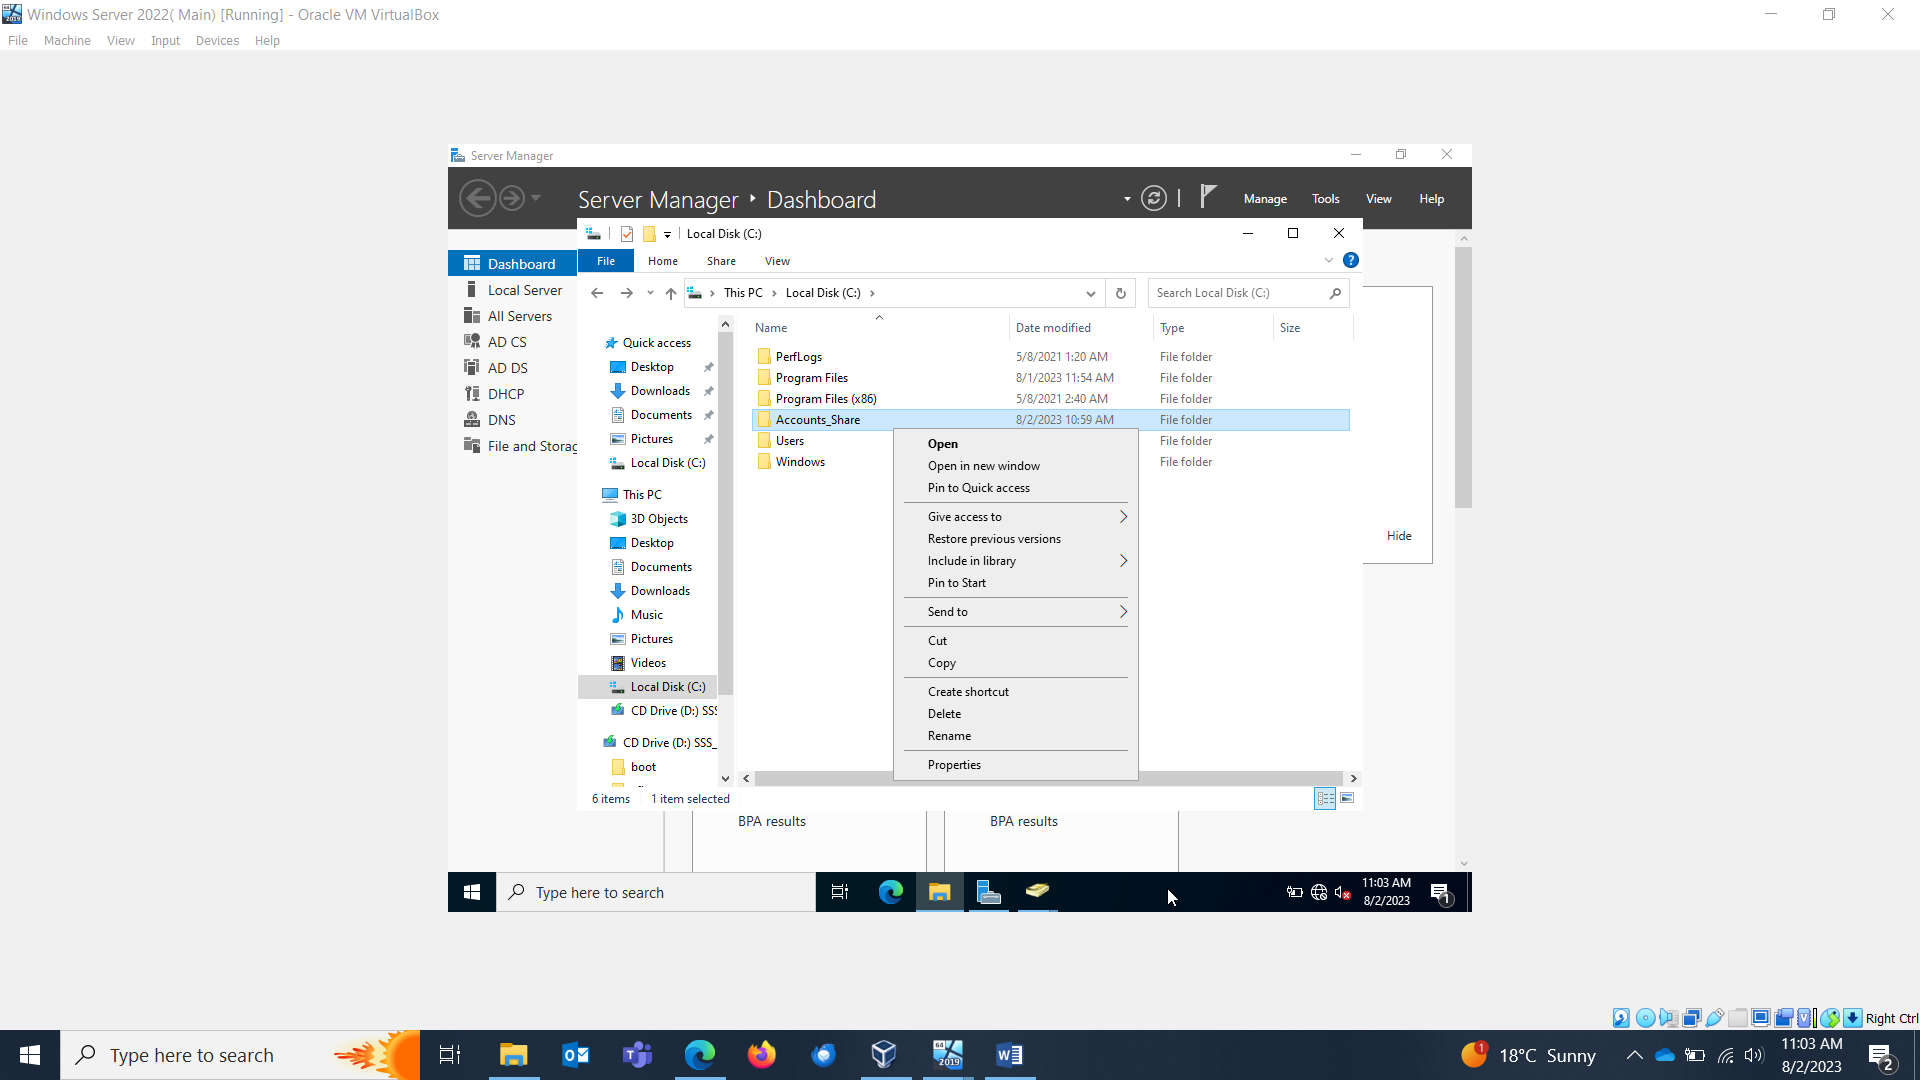 Windows Server 2022( Main) [Running] - Oracle VM VirtualBox
File Machine View Input Devices Help
Server Manager
Server Manager Dashboard
Manage Tools View Help
Local Disk (C:)
File Home Share View
This PC Local Disk (C:)
Search Local Disk (C:)
Dashboard
Local Server
All Servers
AD CS
AD DS
DHCP
DNS
File and Storag
Quick access
Desktop
Downloads
Documents
Pictures
Local Disk (C:)
This PC
3D Objects
Desktop
Documents
Downloads
Music
Pictures
Videos
Local Disk (C:)
CD Drive (D:) SSS
CD Drive (D:) SSS_
boot
Name Date modified Type Size
PerfLogs 5/8/2021 1:20 AM File folder
Program Files 8/1/2023 11:54 AM File folder
Program Files (x86) 5/8/2021 2:40 AM File folder
Accounts_Share 8/2/2023 10:59 AM File folder
Users File folder
Windows File folder
Open
Open in new window
Pin to Quick access
Give access to
Restore previous versions
Include in library
Pin to Start
Send to
Cut
Copy
Create shortcut
Delete
Rename
Properties
Hide
6 items 1 item selected
BPA results BPA results
Type here to search
11:03 AM
8/2/2023
1
Right Ctrl
Type here to search
64
2019
1
18°C Sunny
11:03 AM
8/2/2023
2